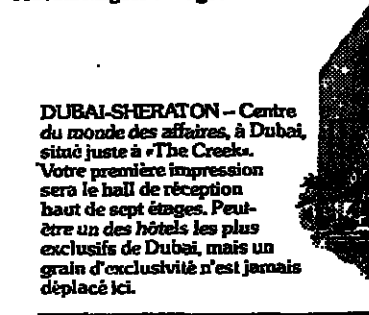 DUBAI-SHERATON – Centre
du monde des affaires, à Dubai,
situé juste à «The Creek».
Votre première impression
sera le hall de réception
haut de sept étages. Peut-
être un des hôtels les plus
exclusifs de Dubai, mais un
grain d'exclusivité n'est jamais
déplacé ici.